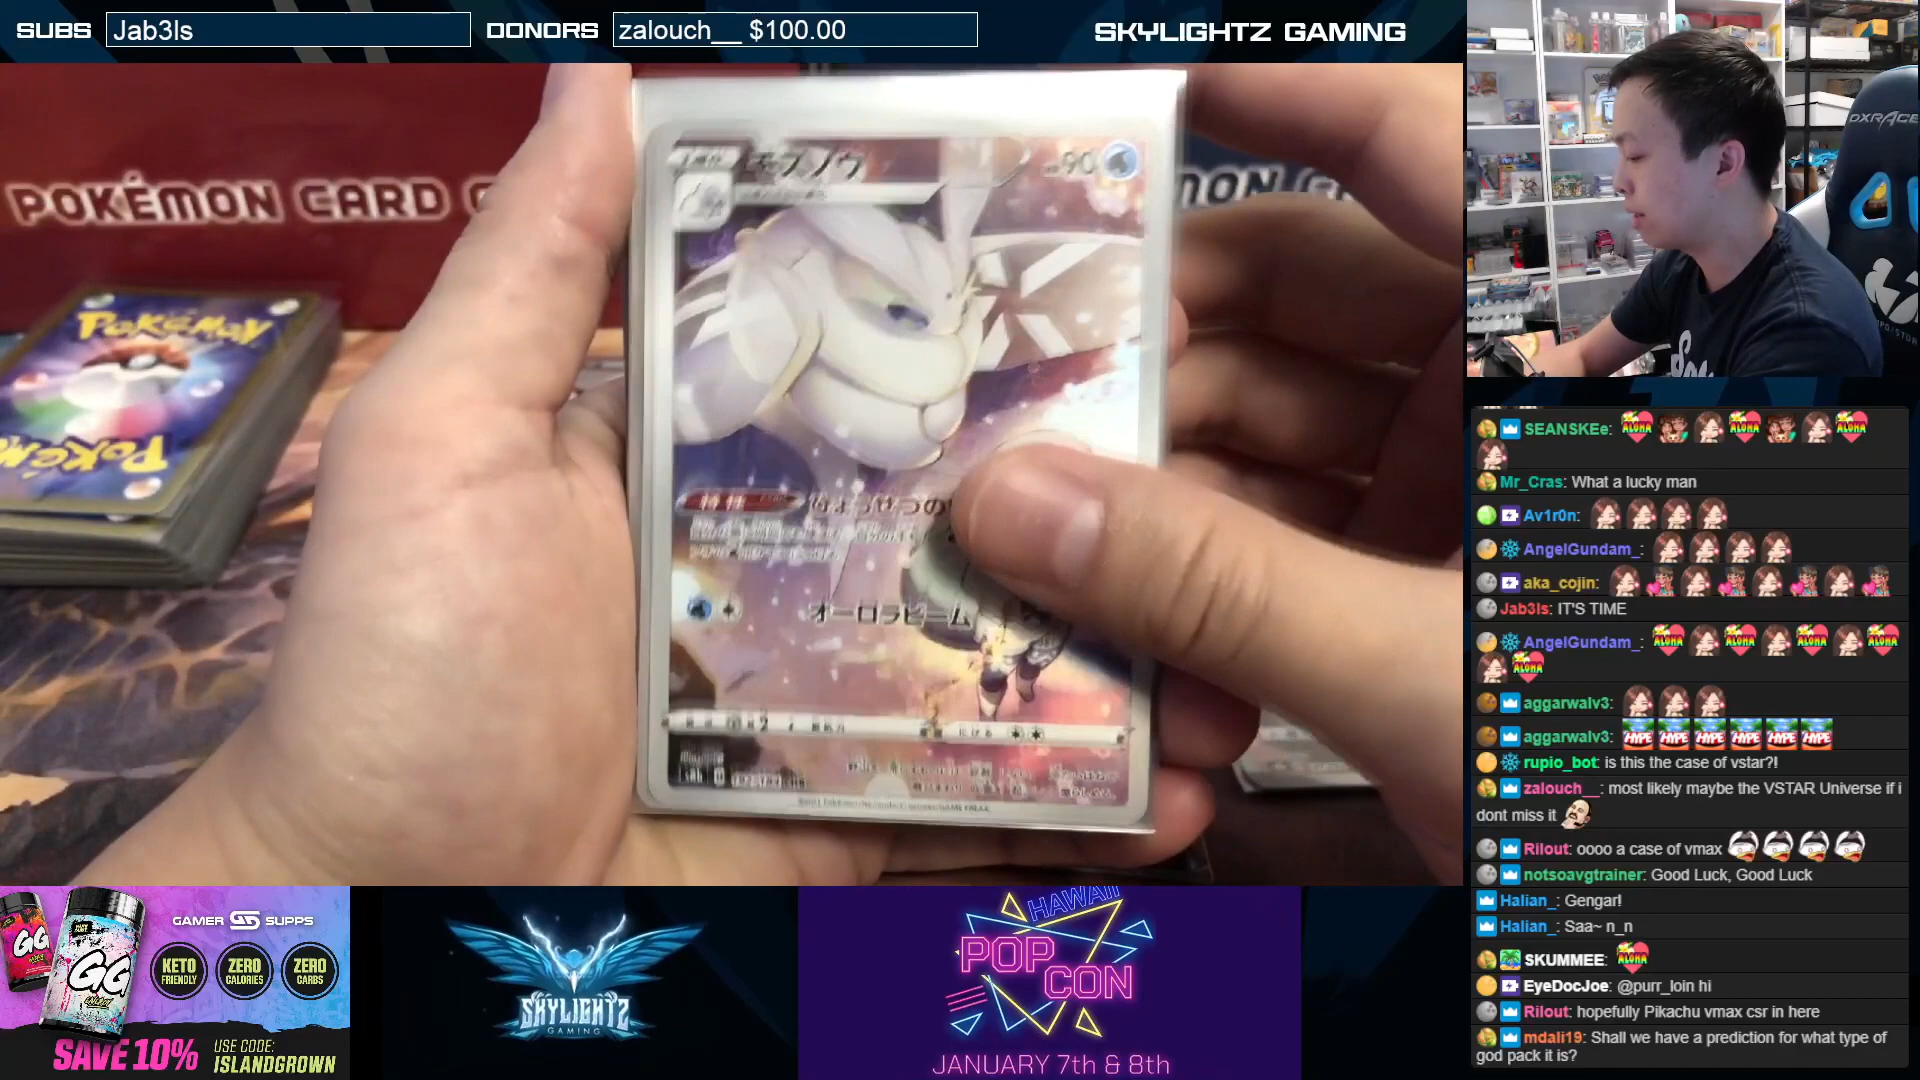 SUBS Jab3ls DONORS zalouch__ $100.00 SKYLIGHTZ GAMING
POKÉMON CARD
DXRACE
モスノウ 90
オーロラビーム
SEANSKEe:
Mr_Cras: What a lucky man
Av1r0n:
AngelGundam_:
aka_cojin:
Jab3ls: IT'S TIME
AngelGundam_:
aggarwalv3:
aggarwalv3:
rupio_bot: is this the case of vstar?!
zalouch__: most likely maybe the VSTAR Universe if i
dont miss it
Rilout: oooo a case of vmax
notsoavgtrainer: Good Luck, Good Luck
Halian_: Gengar!
Halian_: Saa~ n_n
SKUMMEE:
EyeDocJoe: @purr_loin hi
Rilout: hopefully Pikachu vmax csr in here
mdali19: Shall we have a prediction for what type of
god pack it is?
GAMER GS SUPPS
GG
KETO FRIENDLY
ZERO CALORIES
ZERO CARBS
SAVE 10% USE CODE: ISLANDGROWN
SKYLIGHTZ
GAMING
HAWAII
POP
CON
JANUARY 7th & 8th